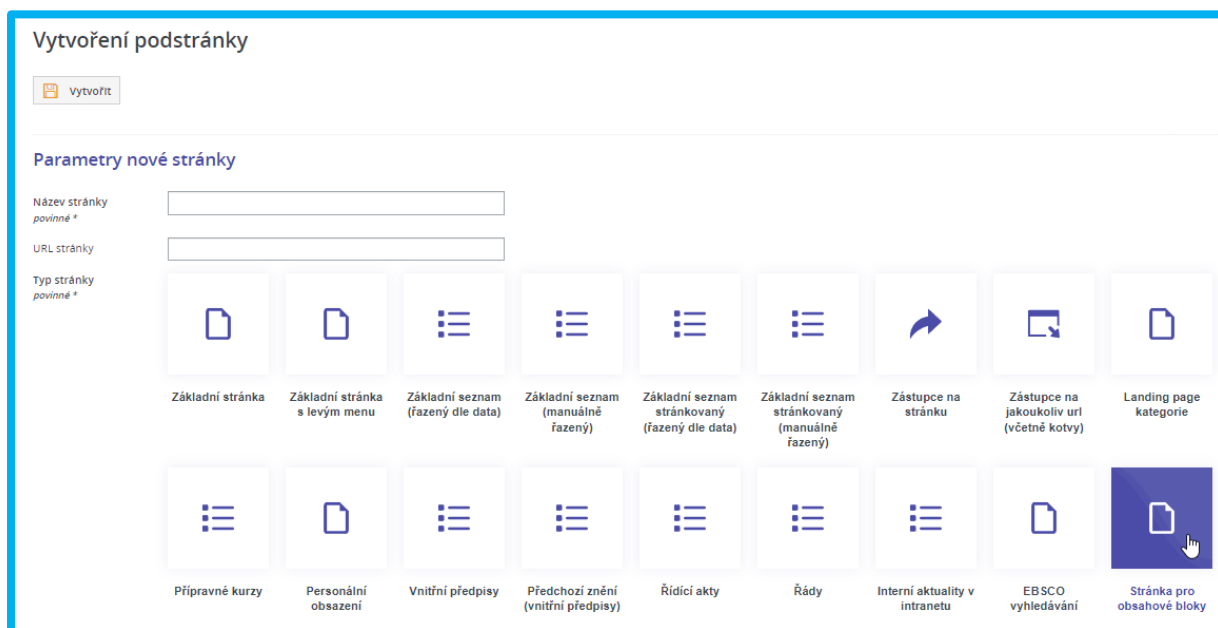 Vytvoření podstránky
Vytvořit
Parametry nové stránky
Název stránky
povinné *
URL stránky
Typ stránky
povinné *
Základní stránka
Základní stránka
s levým menu
Základní seznam
(řazený dle data)
Základní seznam
(manuálně
řazený)
Základní seznam
stránkovaný
(řazený dle data)
Základní seznam
stránkovaný
(manuálně
řazený)
Zástupce na
stránku
Zástupce na
jakoukoliv url
(včetně kotvy)
Landing page
kategorie
Přípravné kurzy
Personální
obsazení
Vnitřní předpisy
Předchozí znění
(vnitřní předpisy)
Řídící akty
Řády
Interní aktuality v
intranetu
EBSCO
vyhledávání
Stránka pro
obsahové bloky